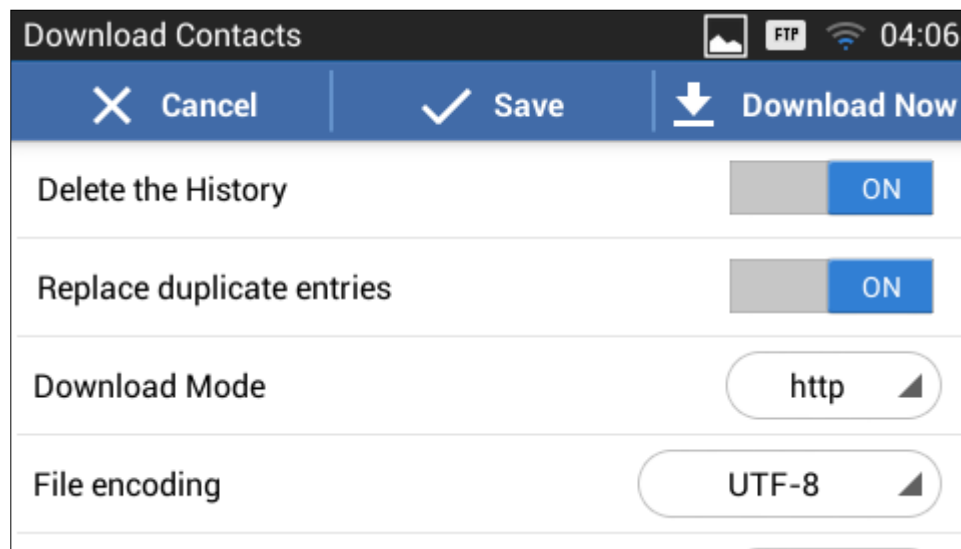 Download Contacts FTP 04:06
Cancel Save Download Now
Delete the History ON
Replace duplicate entries ON
Download Mode http
File encoding UTF-8